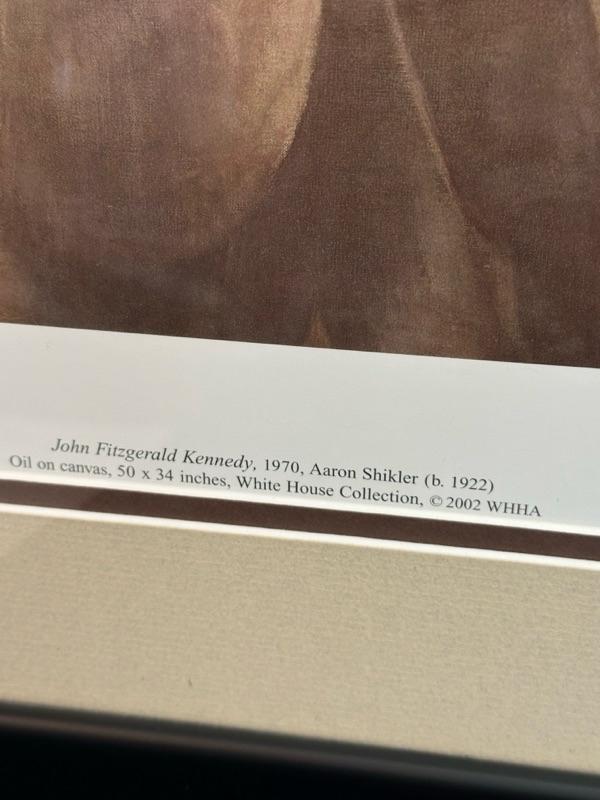 John Fitzgerald Kennedy, 1970, Aaron Shikler (b. 1922)
Oil on canvas, 50 x 34 inches, White House Collection, © 2002 WHHA